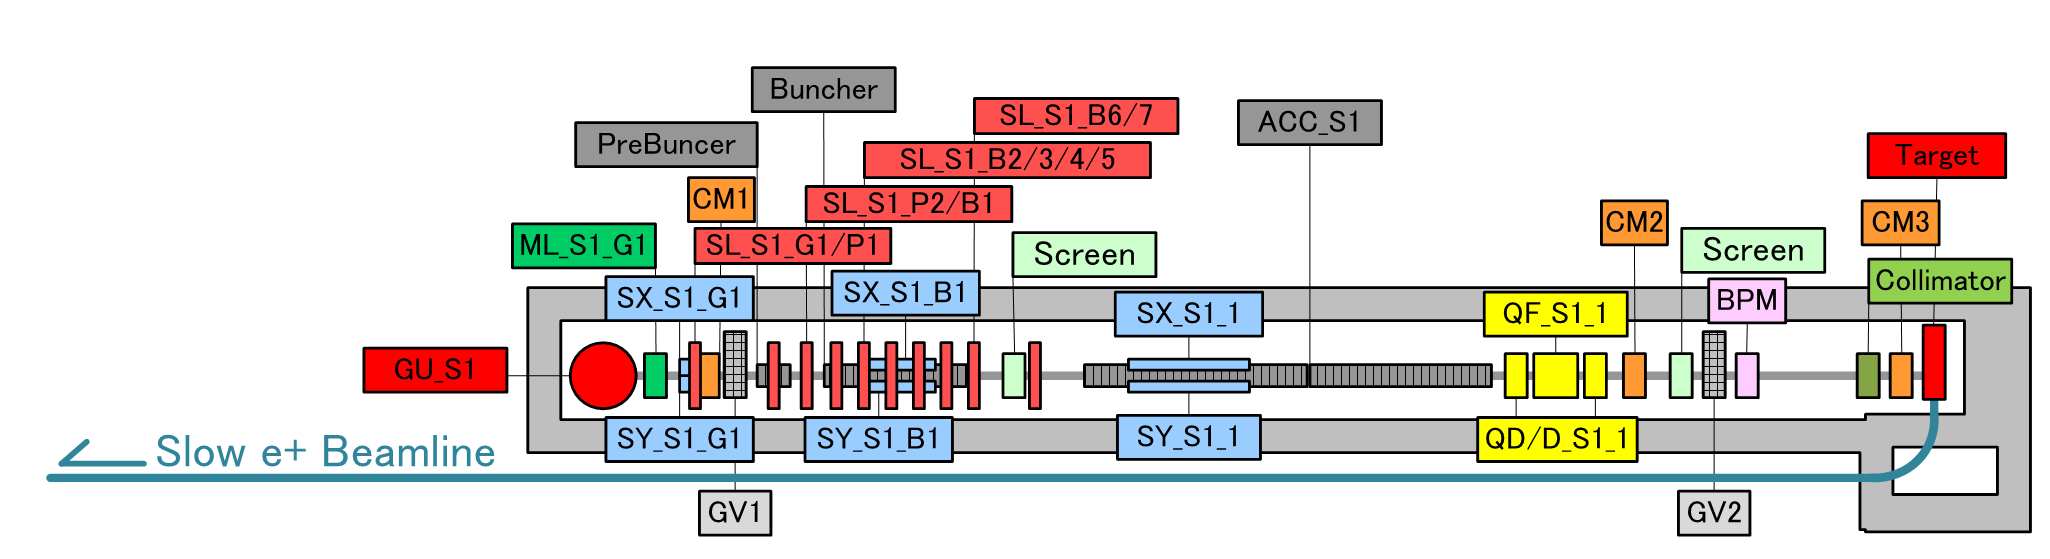 Buncher
SL_S1_B6/7
ACC_S1
PreBuncer
SL_S1_B2/3/4/5
Target
CM1
SL_S1_P2/B1
CM2
CM3
ML_S1_G1
SL_S1_G1/P1
Screen
Screen
SX_S1_G1
SX_S1_B1
Collimator
BPM
SX_S1_1
QF_S1_1
GU_S1
SY_S1_G1
SY_S1_B1
SY_S1_1
QD/D_S1_1
Slow e+ Beamline
GV1
GV2